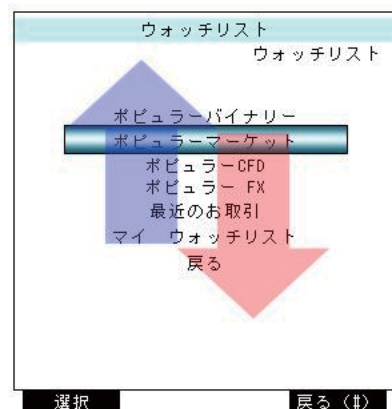 ウォッチリスト
ウォッチリスト
ポピュラーバイナリー
ポピュラーマーケット
ポピュラーCFD
ポピュラー FX
最近のお取引
マイ ウォッチリスト
戻る
選択 戻る（#）